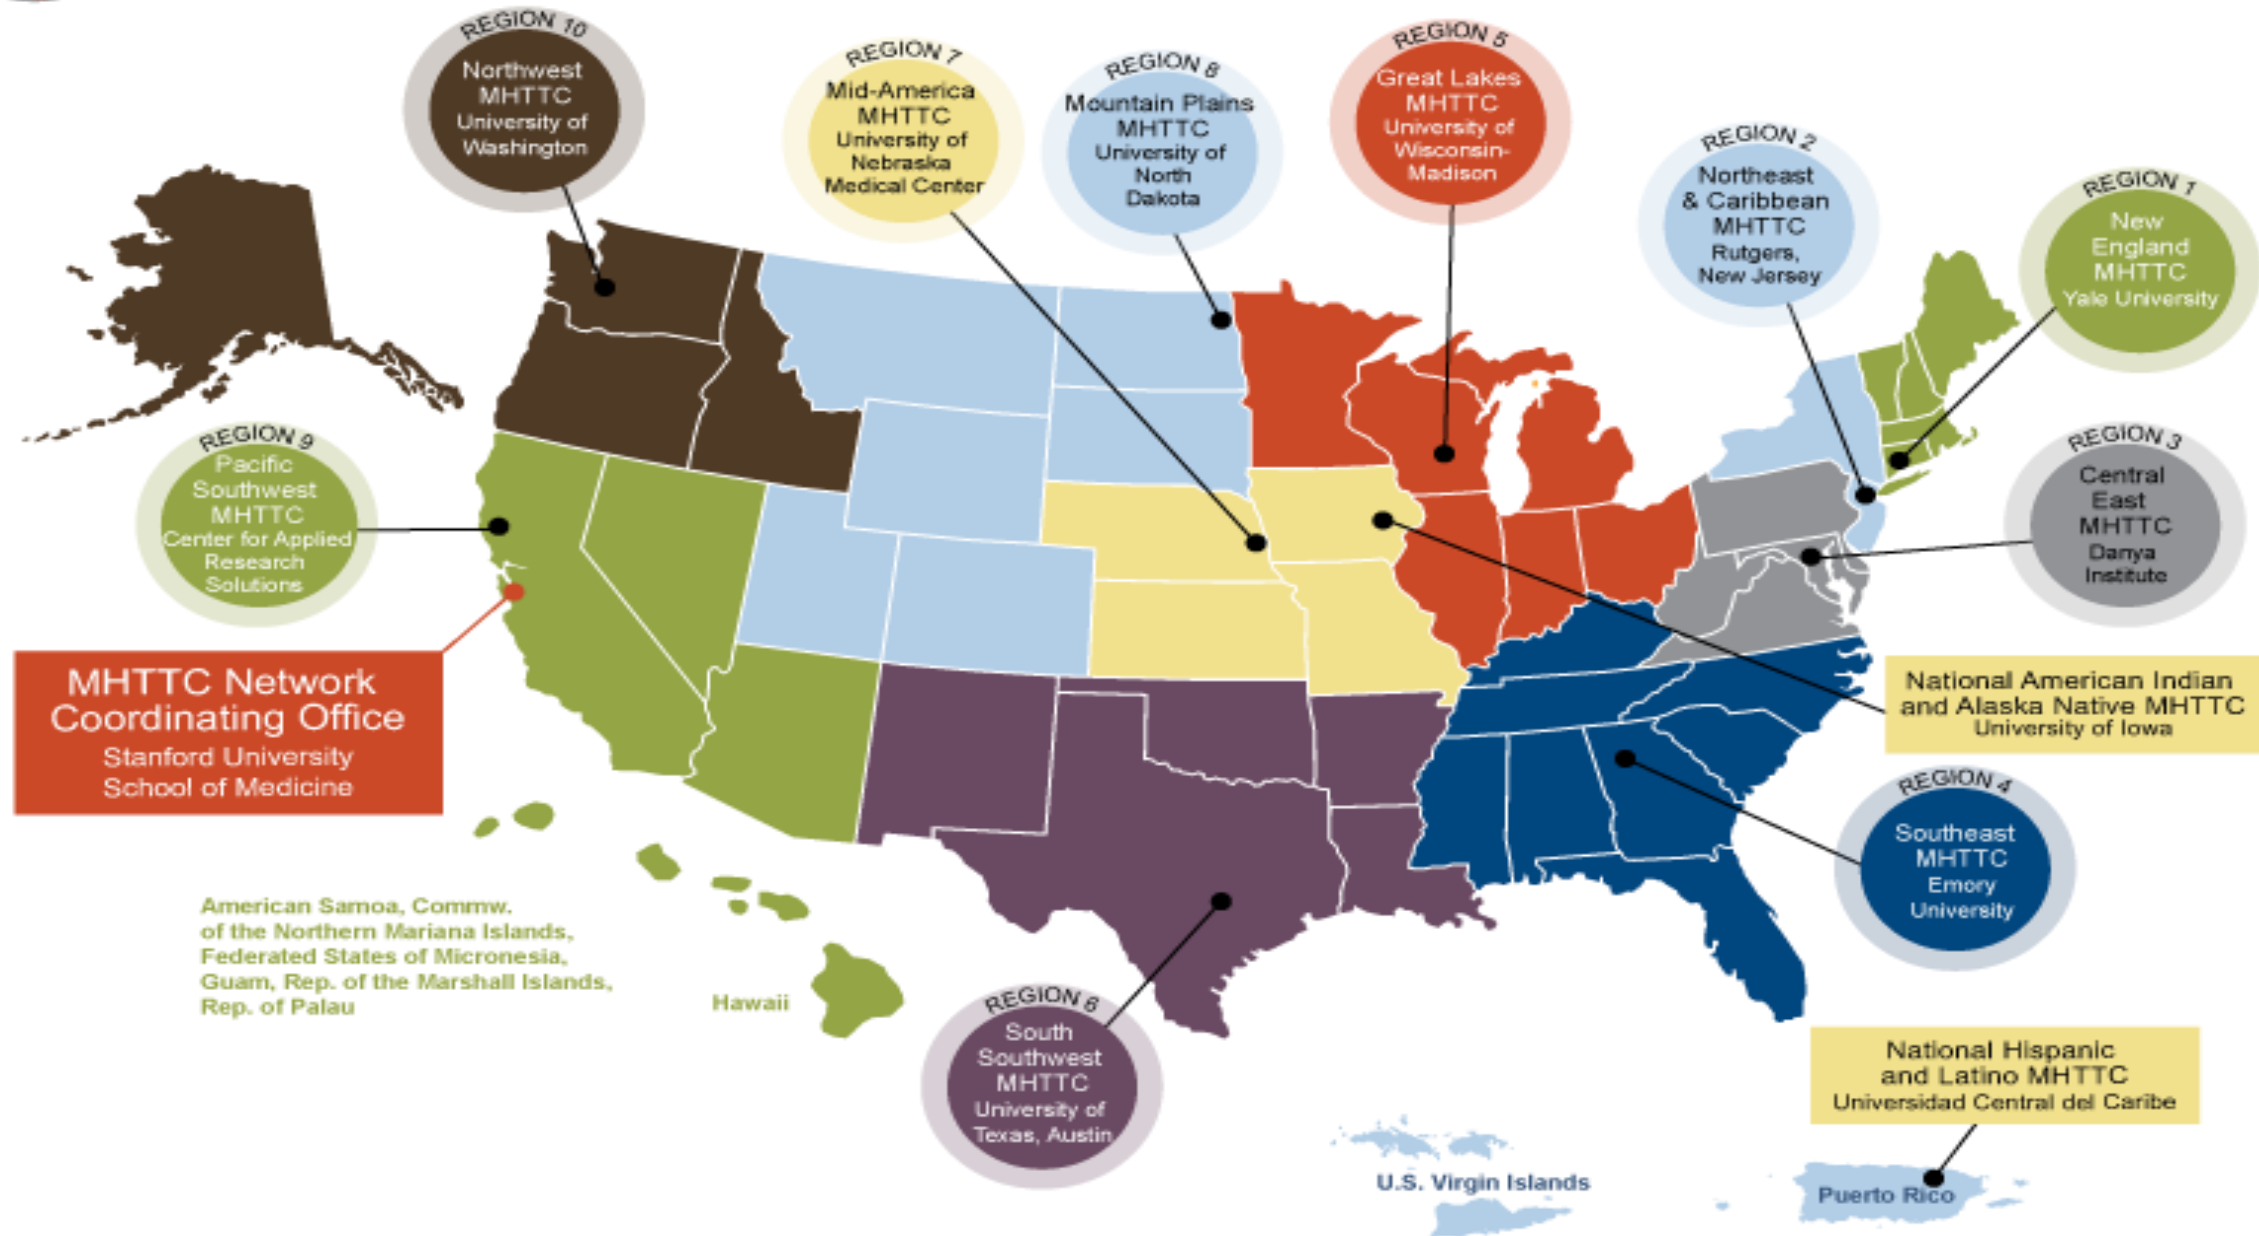 REGION 10
Northwest
MHTTC
University of
Washington
REGION 7
Mid-America
MHTTC
University of
Nebraska
Medical Center
REGION 8
Mountain Plains
MHTTC
University of
North
Dakota
REGION 5
Great Lakes
MHTTC
University of
Wisconsin-
Madison
REGION 2
Northeast
& Caribbean
MHTTC
Rutgers,
New Jersey
REGION 1
New
England
MHTTC
Yale University
REGION 9
Pacific
Southwest
MHTTC
Center for Applied
Research
Solutions
REGION 3
Central
East
MHTTC
Danya
Institute
MHTTC Network
Coordinating Office
Stanford University
School of Medicine
National American Indian
and Alaska Native MHTTC
University of Iowa
REGION 4
Southeast
MHTTC
Emory
University
American Samoa, Commw.
of the Northern Mariana Islands,
Federated States of Micronesia,
Guam, Rep. of the Marshall Islands,
Rep. of Palau
Hawaii
REGION 6
South
Southwest
MHTTC
University of
Texas, Austin
National Hispanic
and Latino MHTTC
Universidad Central del Caribe
U.S. Virgin Islands
Puerto Rico